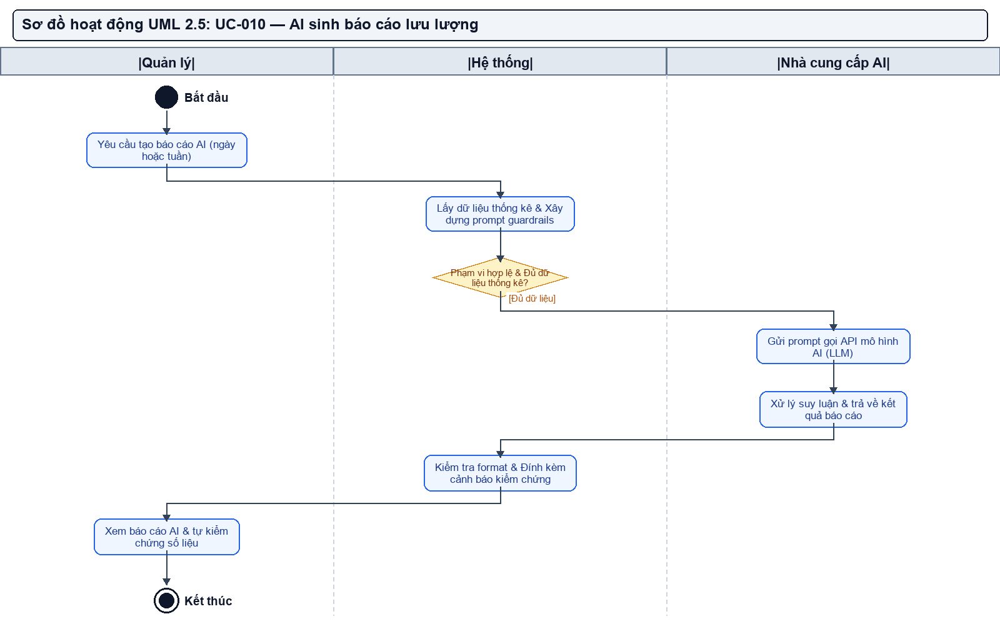 Sơ đồ hoạt động UML 2.5: UC-010 — AI sinh báo cáo lưu lượng
|Quản lý|
|Hệ thống|
|Nhà cung cấp AI|
Bắt đầu
Yêu cầu tạo báo cáo AI (ngày
hoặc tuần)
Lấy dữ liệu thống kê & Xây
dựng prompt guardrails
Phạm vi hợp lệ & Đủ dữ
liệu thống kê?
[Đủ dữ liệu]
Gửi prompt gọi API mô hình
AI (LLM)
Xử lý suy luận & trả về kết
quả báo cáo
Kiểm tra format & Đính kèm
cảnh báo kiểm chứng
Xem báo cáo AI & tự kiểm
chứng số liệu
Kết thúc